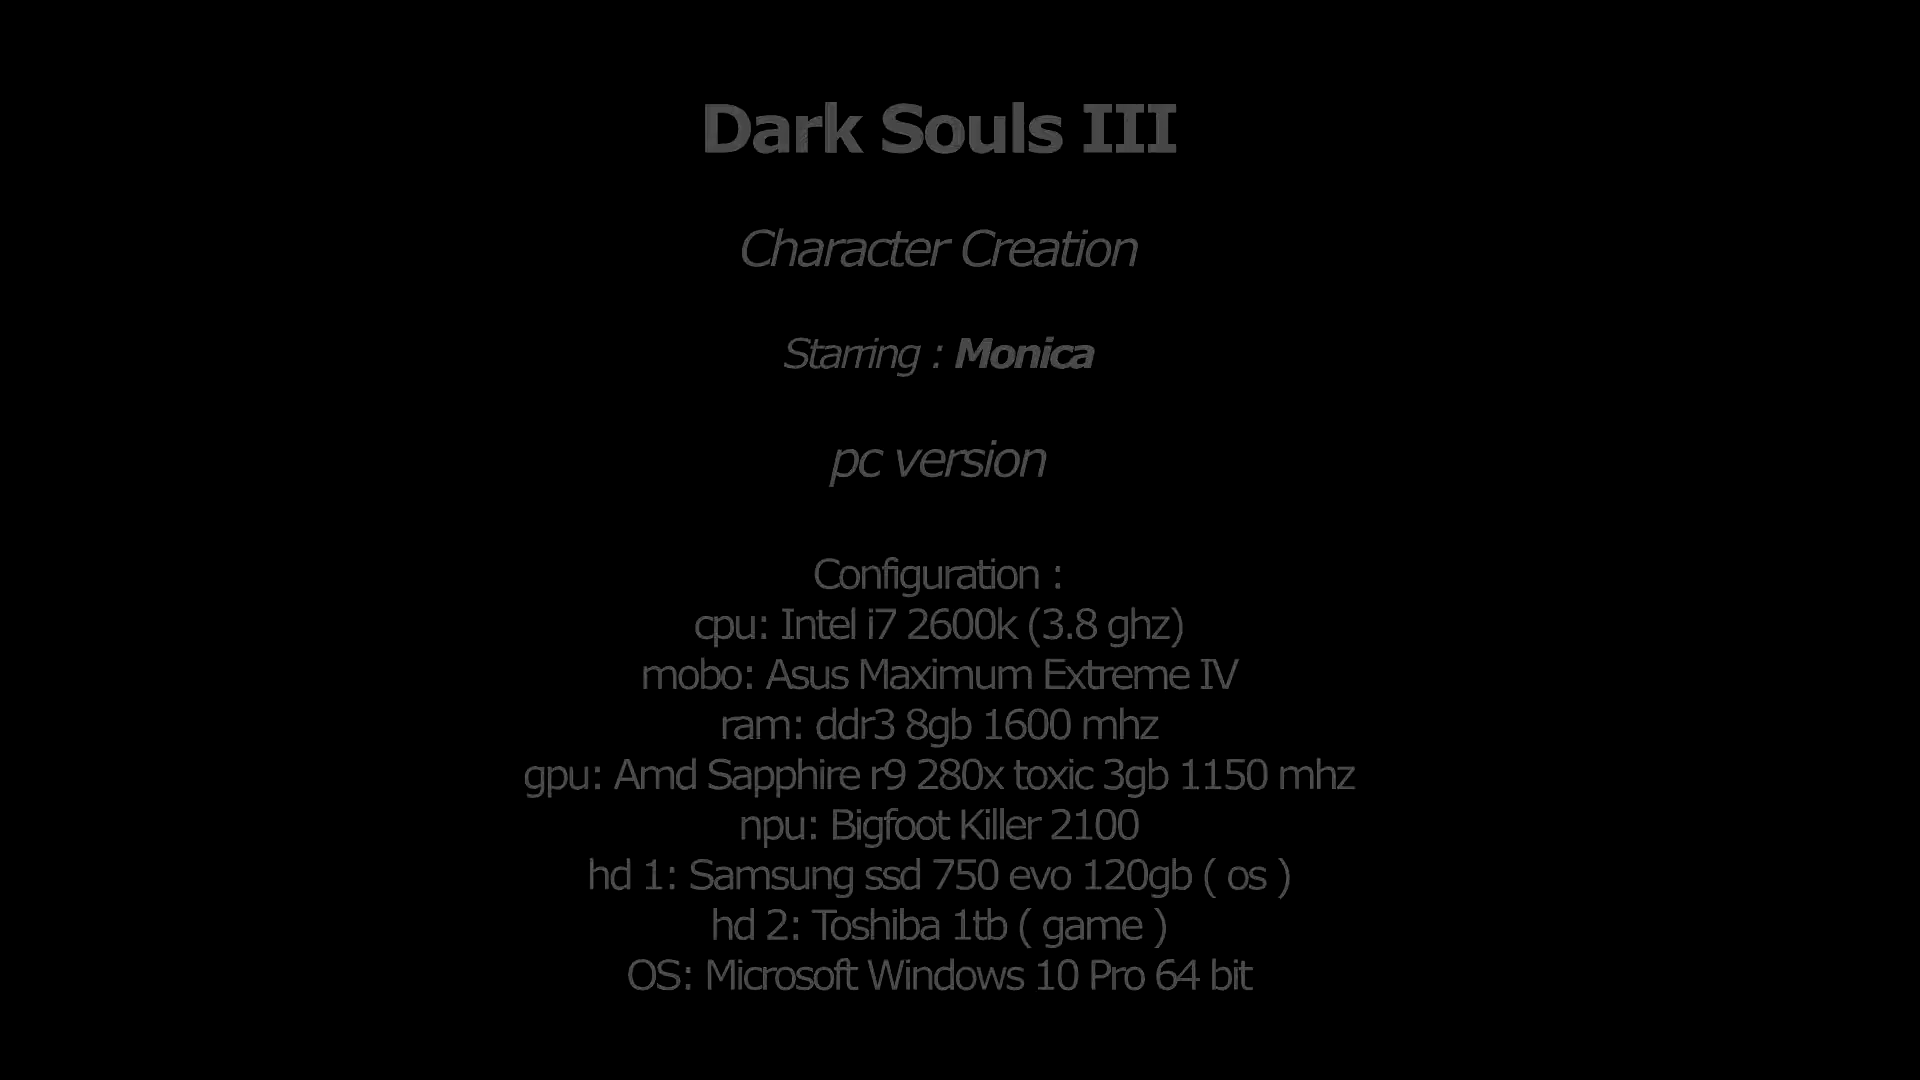 Dark Souls III
Character Creation
Starring : Monica
pc version
Configuration :
cpu: Intel i7 2600k (3.8 ghz)
mobo: Asus Maximum Extreme IV
ram: ddr3 8gb 1600 mhz
gpu: Amd Sapphire r9 280x toxic 3gb 1150 mhz
npu: Bigfoot Killer 2100
hd 1: Samsung ssd 750 evo 120gb ( os )
hd 2: Toshiba 1tb ( game )
OS: Microsoft Windows 10 Pro 64 bit